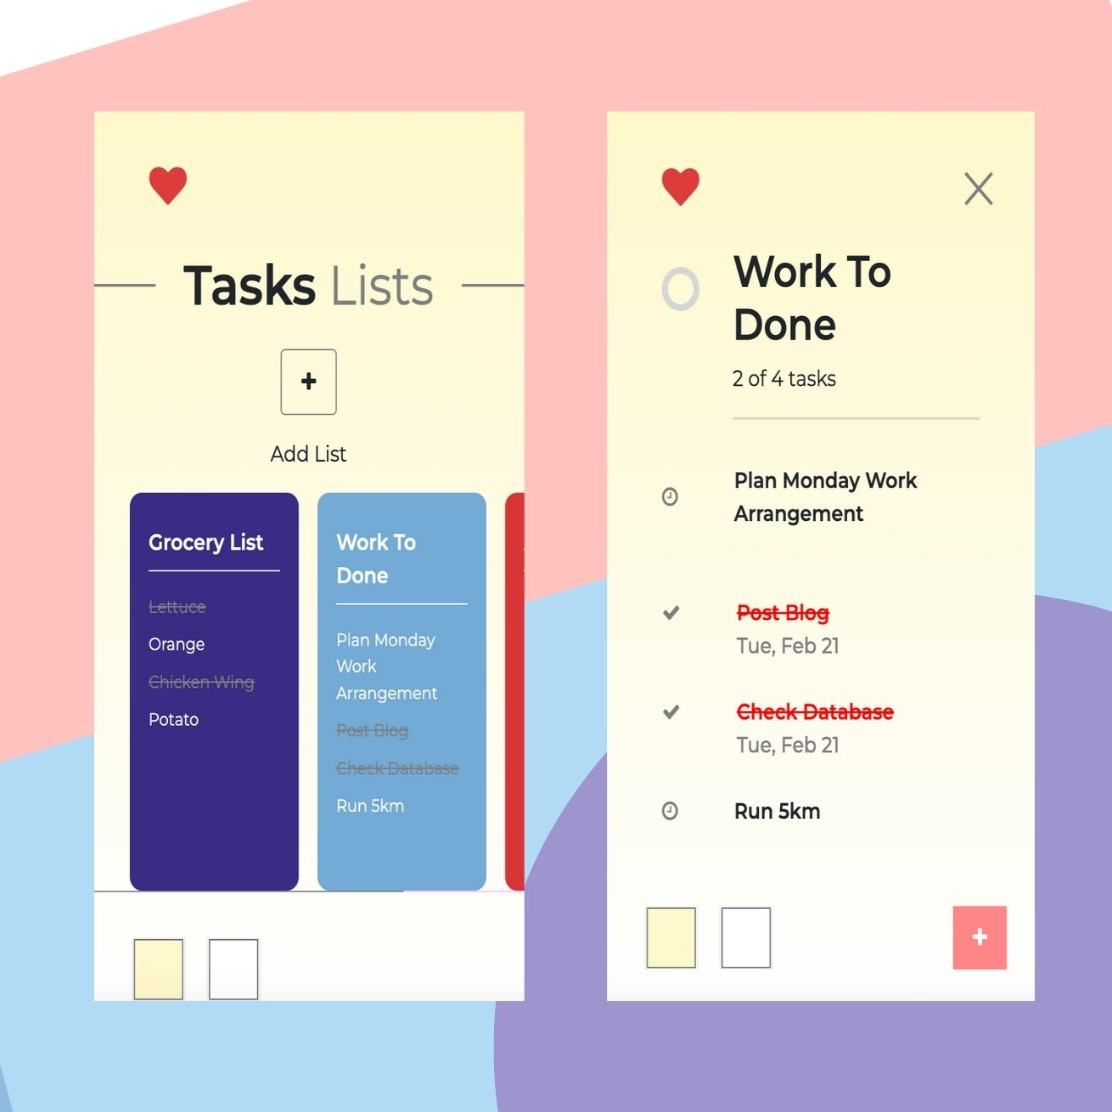 Tasks Lists
+
Add List
Grocery List
Lettuce
Orange
Chicken Wing
Potato
Work To
Done
Plan Monday
Work
Arrangement
Post Blog
Check Database
Run 5km
Work To
Done
2 of 4 tasks
Plan Monday Work
Arrangement
Post Blog
Tue, Feb 21
Check Database
Tue, Feb 21
Run 5km
+